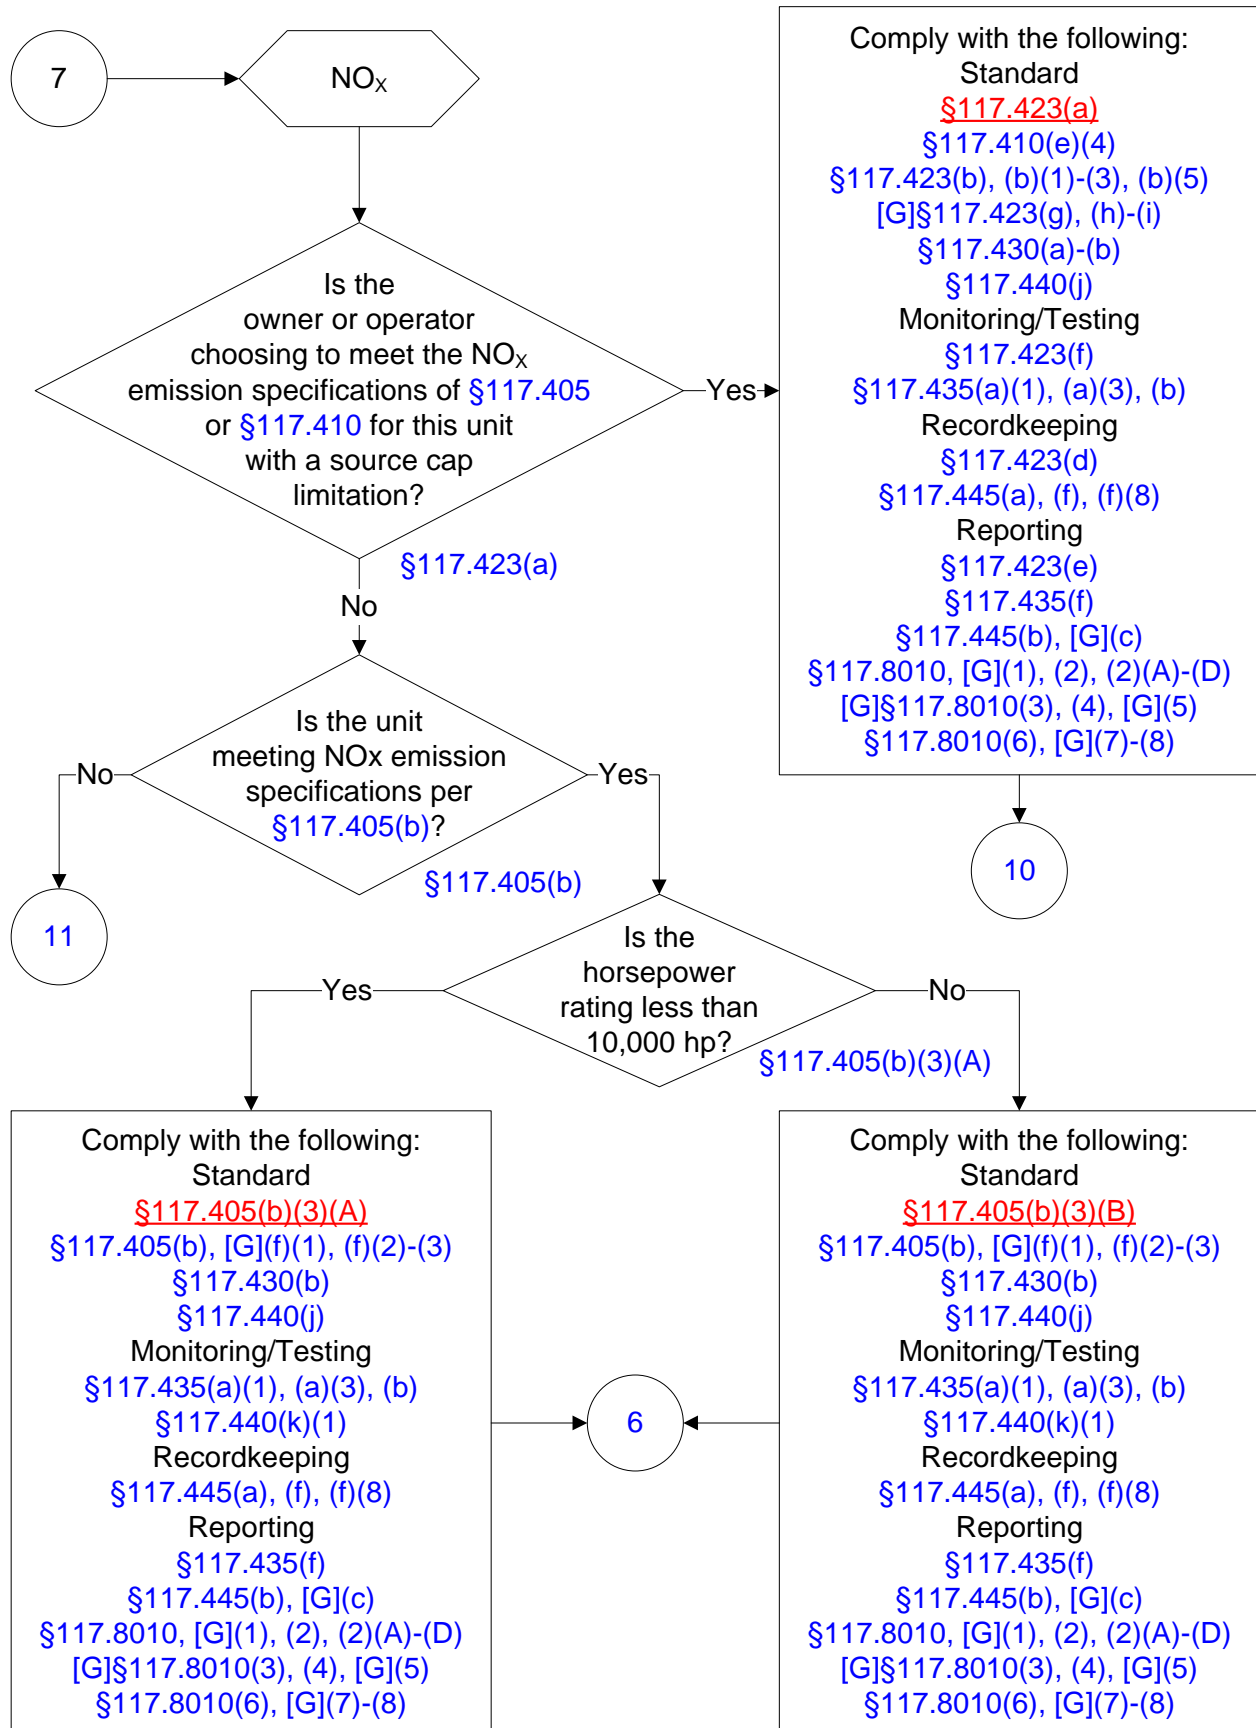 7
NOX
Is the
owner or operator
choosing to meet the NOX
emission specifications of §117.405
or §117.410 for this unit
with a source cap
limitation?
Yes
§117.423(a)
No
Comply with the following:
Standard
§117.423(a)
§117.410(e)(4)
§117.423(b), (b)(1)-(3), (b)(5)
[G]§117.423(g), (h)-(i)
§117.430(a)-(b)
§117.440(j)
Monitoring/Testing
§117.423(f)
§117.435(a)(1), (a)(3), (b)
Recordkeeping
§117.423(d)
§117.445(a), (f), (f)(8)
Reporting
§117.423(e)
§117.435(f)
§117.445(b), [G](c)
§117.8010, [G](1), (2), (2)(A)-(D)
[G]§117.8010(3), (4), [G](5)
§117.8010(6), [G](7)-(8)
10
Is the unit
meeting NOx emission
specifications per
§117.405(b)?
No
Yes
§117.405(b)
11
Is the
horsepower
rating less than
10,000 hp?
Yes
No
§117.405(b)(3)(A)
Comply with the following:
Standard
§117.405(b)(3)(A)
§117.405(b), [G](f)(1), (f)(2)-(3)
§117.430(b)
§117.440(j)
Monitoring/Testing
§117.435(a)(1), (a)(3), (b)
§117.440(k)(1)
Recordkeeping
§117.445(a), (f), (f)(8)
Reporting
§117.435(f)
§117.445(b), [G](c)
§117.8010, [G](1), (2), (2)(A)-(D)
[G]§117.8010(3), (4), [G](5)
§117.8010(6), [G](7)-(8)
6
Comply with the following:
Standard
§117.405(b)(3)(B)
§117.405(b), [G](f)(1), (f)(2)-(3)
§117.430(b)
§117.440(j)
Monitoring/Testing
§117.435(a)(1), (a)(3), (b)
§117.440(k)(1)
Recordkeeping
§117.445(a), (f), (f)(8)
Reporting
§117.435(f)
§117.445(b), [G](c)
§117.8010, [G](1), (2), (2)(A)-(D)
[G]§117.8010(3), (4), [G](5)
§117.8010(6), [G](7)-(8)